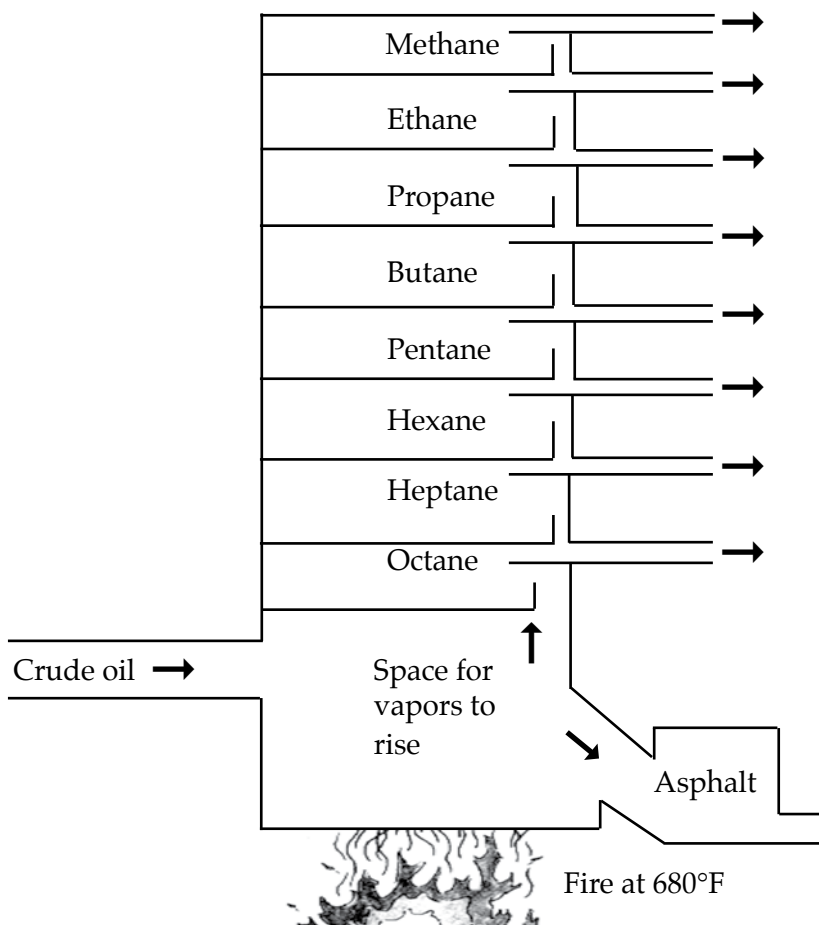 Methane
Ethane
Propane
Butane
Pentane
Hexane
Heptane
Octane
Crude oil
Space for
vapors to
rise
Asphalt
Fire at 680°F